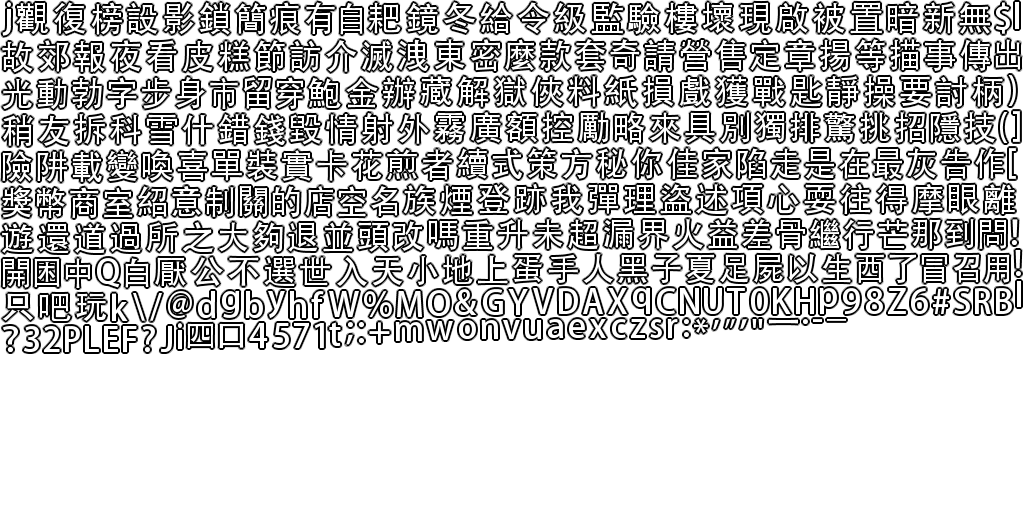 j觀復榜設影鎖簡痕有自耙鏡冬給令級監驗樓壞現啟被置暗新無$|
故郊報夜看皮糕節訪介滅洩東密麼款套奇請營售定章揚等描事傳出
光動勃字步身市留穿鮑金辦藏解獄俠料紙損戲獲戰匙靜操要討柄)
稍友拆科雪什錯錢毀情射外霧廣額控勵略來具別獨排驚挑招隱技(]
險阱載變喚喜單裝實卡花煎者續式策方秘你佳家陷走是在最灰告作[
獎幣商室紹意制關的店空名族煙登跡我彈理盜述項心耍往得摩眼離
遊還道過所之大夠退並頭改嗎重升未超漏界火益差骨繼行芒那到問!
開困中Q白厭公不選世入天小地上蛋手人黑子夏足屍以生西了冒召用!
只吧玩k\/@dgbyhfW%MO&GYVDAXqCNUT0KHp98Z6#SRBl
?32PLEF?Ji四口4571t;:+mwonvuaexczsr:*′″′"—·-–